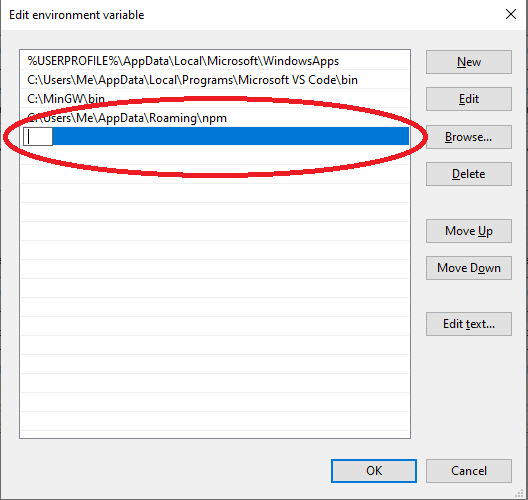 Edit environment variable
%USERPROFILE%\AppData\Local\Microsoft\WindowsApps
C:\Users\Me\AppData\Local\Programs\Microsoft VS Code\bin
C:\MinGW\bin
C:\Users\Me\AppData\Roaming\npm
New
Edit
Browse...
Delete
Move Up
Move Down
Edit text...
OK
Cancel